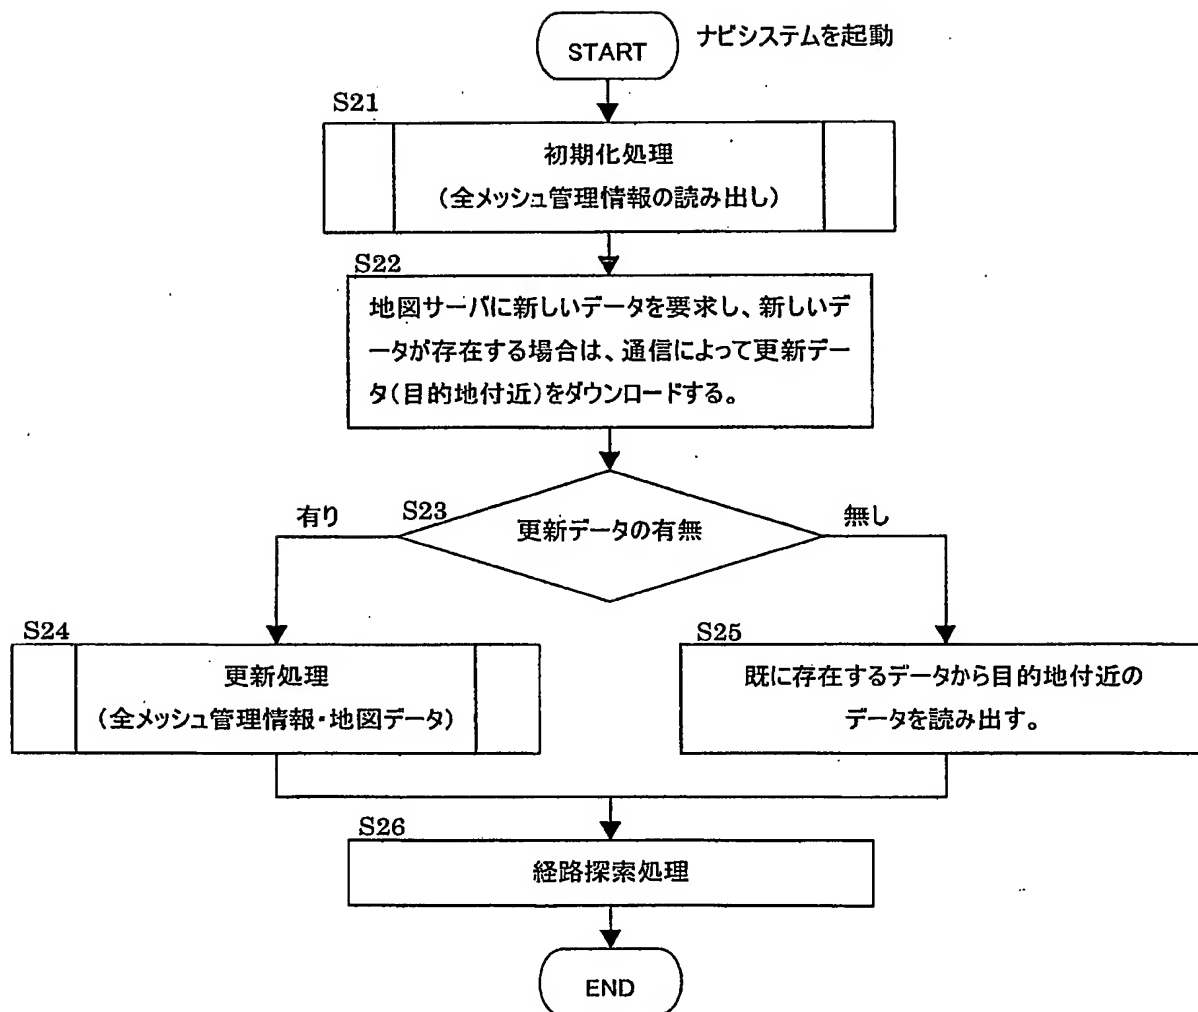 START
ナビシステムを起動
S21
初期化処理
(全メッシュ管理情報の読み出し)
S22
地図サーバに新しいデータを要求し、新しいデ
ータが存在する場合は、通信によって更新デー
タ(目的地付近)をダウンロードする。
S23
更新データの有無
有り
無し
S24
更新処理
(全メッシュ管理情報・地図データ)
S25
既に存在するデータから目的地付近の
データを読み出す。
S26
経路探索処理
END